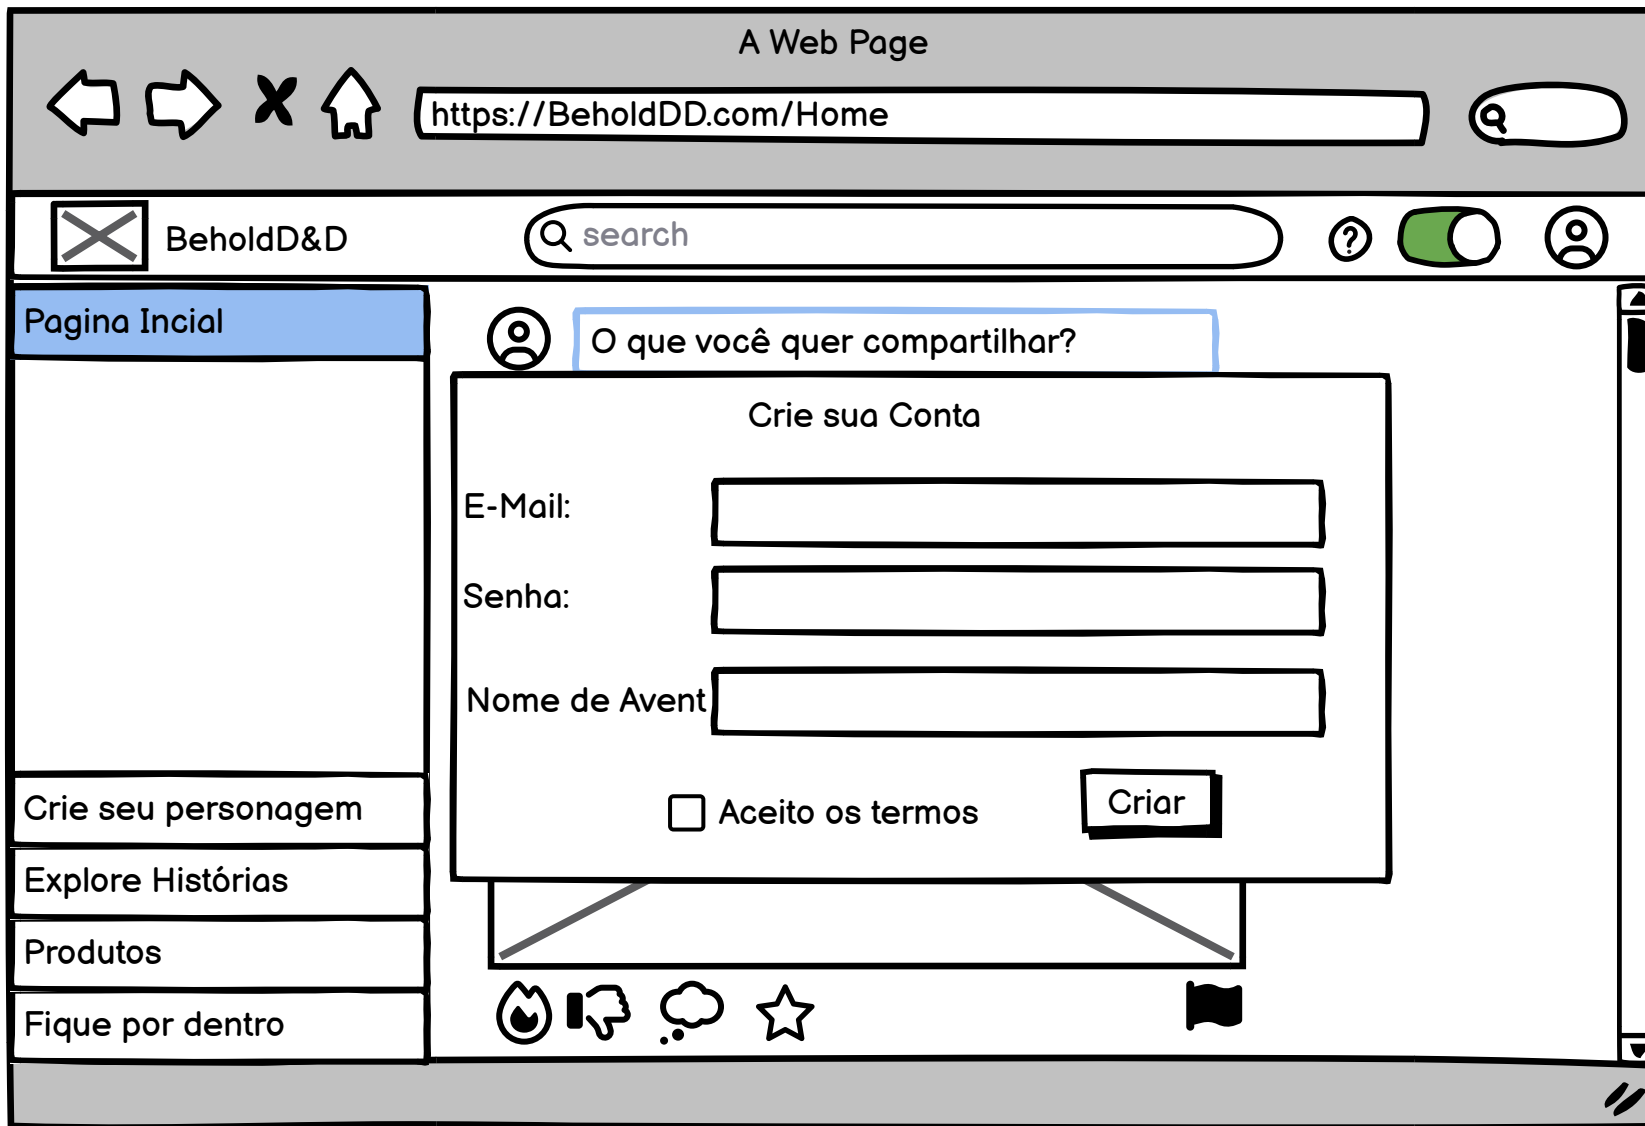 A Web Page
https://BeholdDD.com/Home
BeholdD&D
search
Pagina Incial
O que você quer compartilhar?
Crie sua Conta
E-Mail:
Senha:
Nome de Avent
Aceito os termos
Criar
Crie seu personagem
Explore Histórias
Produtos
Fique por dentro